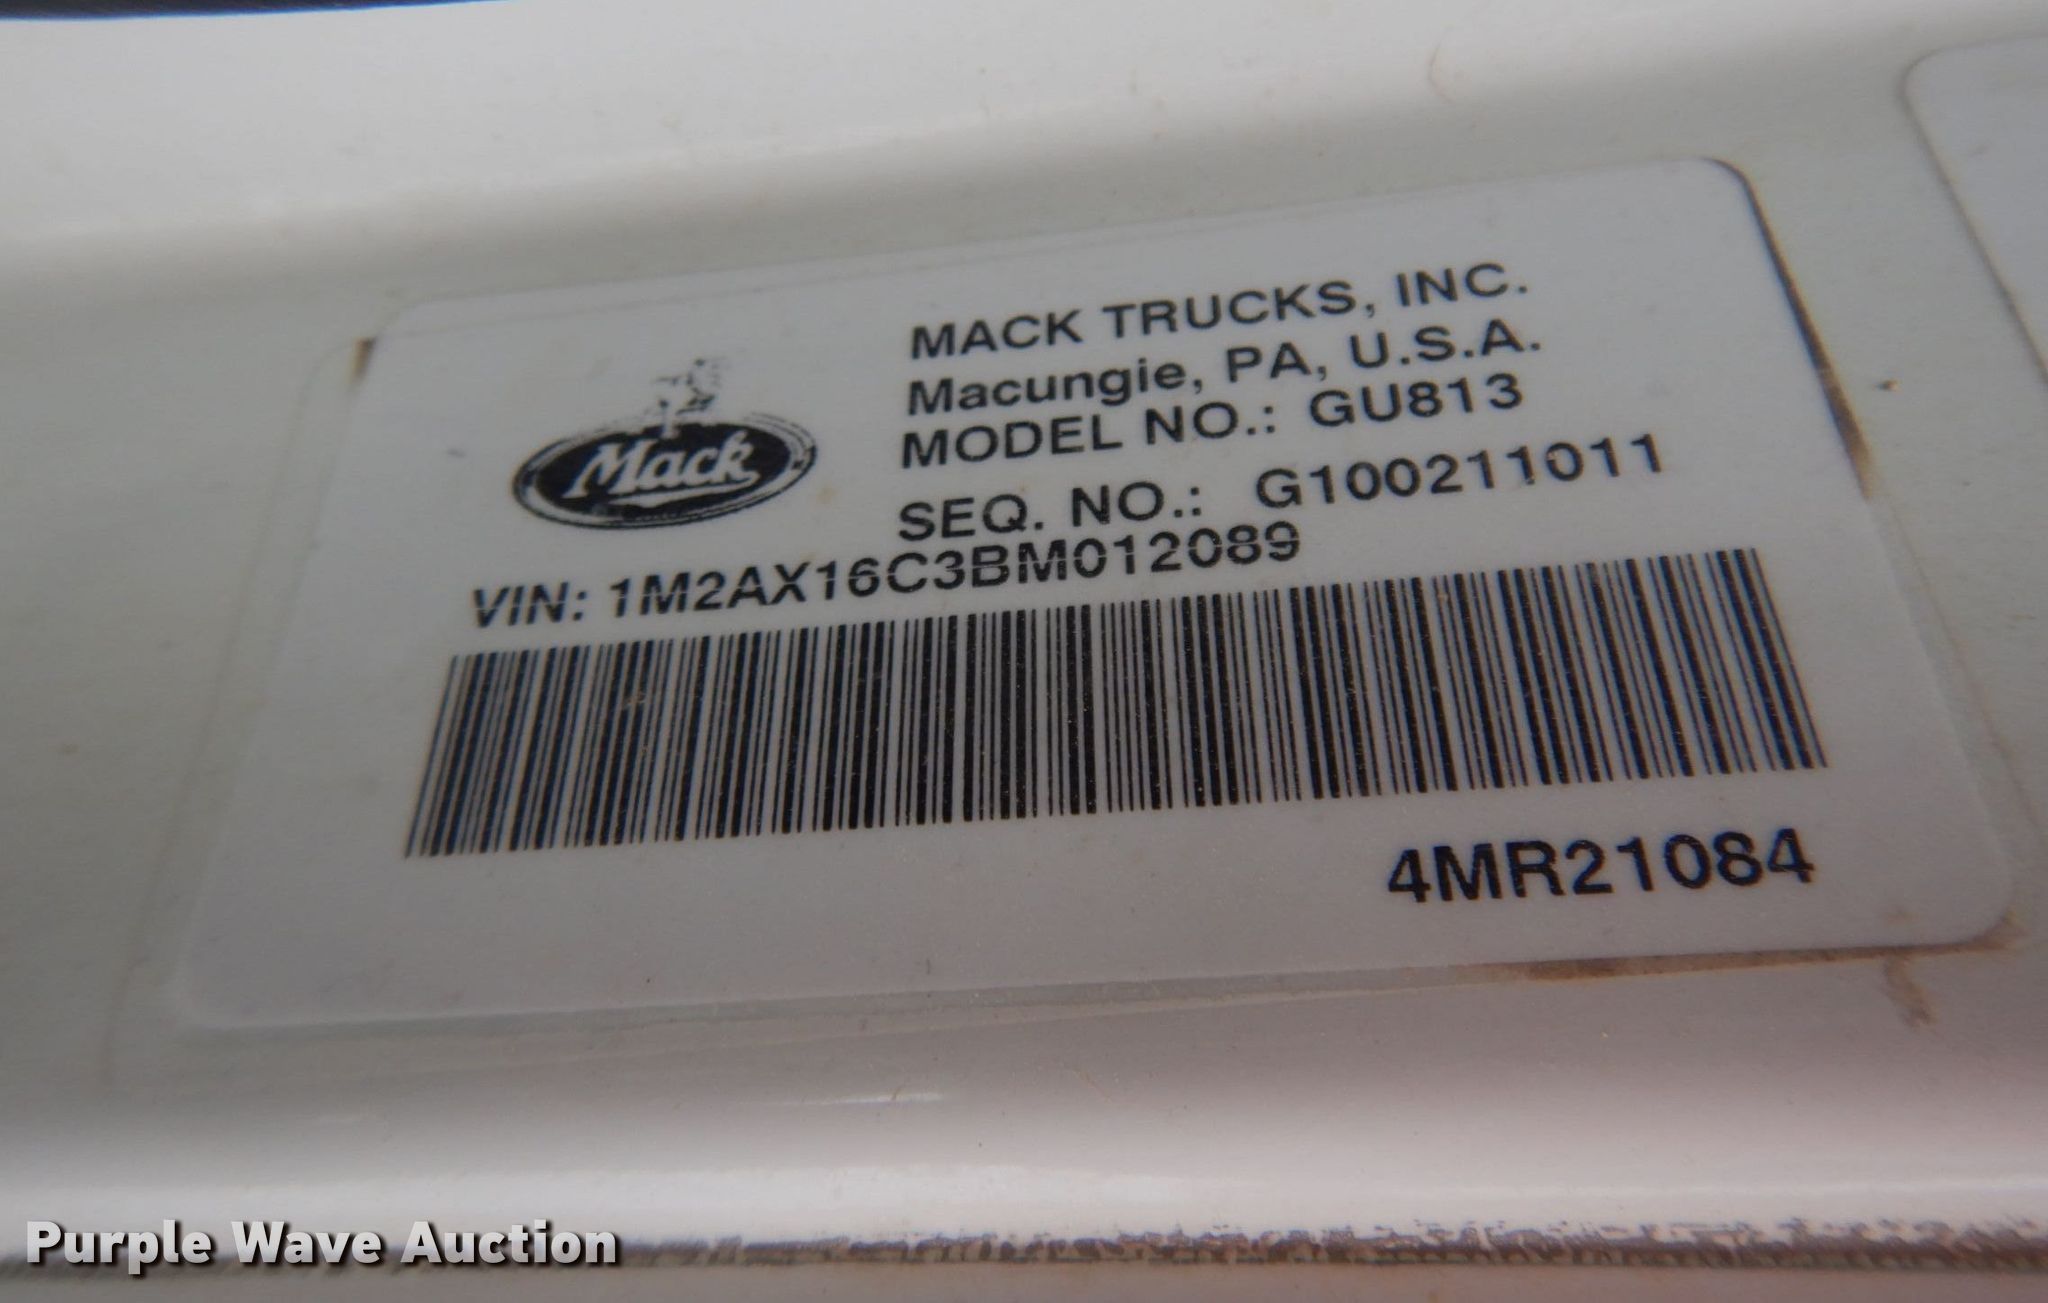 MACK TRUCKS, INC.
Macungie, PA, U.S.A.
MODEL NO.: GU813
SEQ. NO.: G100211011
Mack
VIN: 1M2AX16C3BM012089
4MR21084
Purple Wave Auction